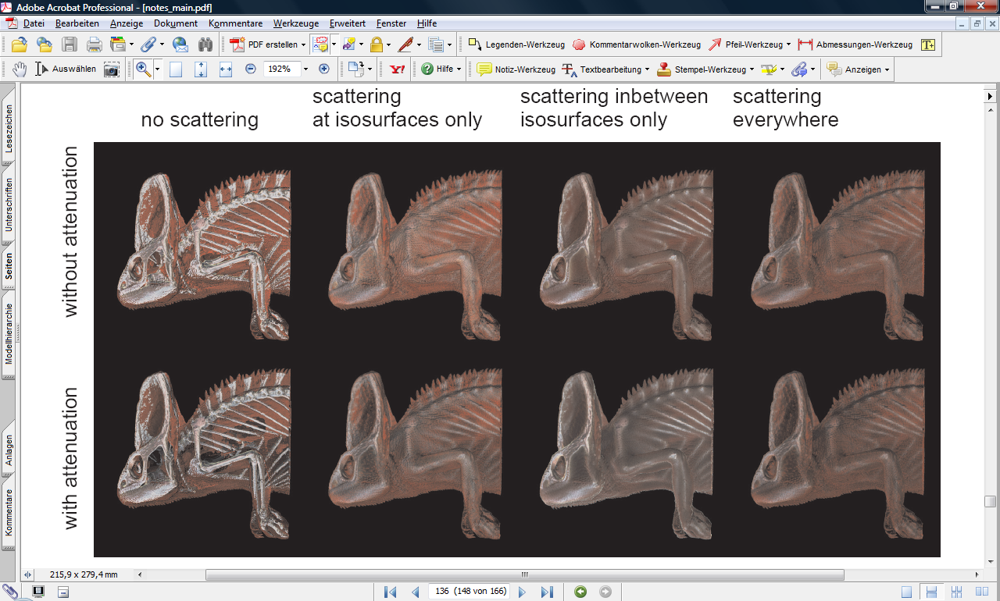 Adobe Acrobat Professional - [notes_main.pdf]
Datei Bearbeiten Anzeige Dokument Kommentare Werkzeuge Erweitert Fenster Hilfe
PDF erstellen Legenden-Werkzeug Kommentarwolken-Werkzeug Pfeil-Werkzeug Abmessungen-Werkzeug T
Auswählen 192% Y! Hilfe Notiz-Werkzeug Textbearbeitung Stempel-Werkzeug Anzeigen
Lesezeichen
Unterschriften
Seiten
Modellhierarchie
Anlagen
Kommentare
no scattering
scattering
at isosurfaces only
scattering inbetween
isosurfaces only
scattering
everywhere
without attenuation
with attenuation
215,9 x 279,4 mm
136 (148 von 166)